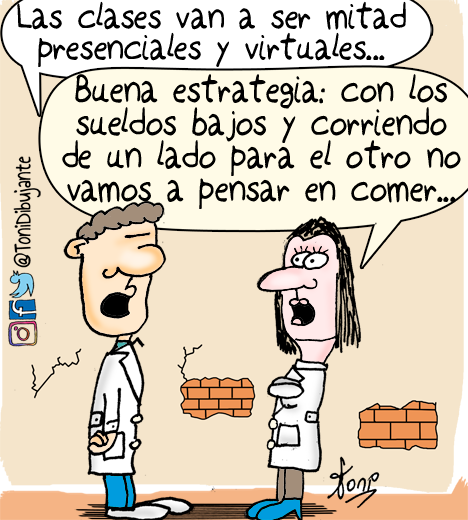 Las clases van a ser mitad
presenciales y virtuales...
Buena estrategia: con los
sueldos bajos y corriendo
de un lado para el otro no
vamos a pensar en comer...
@ToniDibujante
Toni